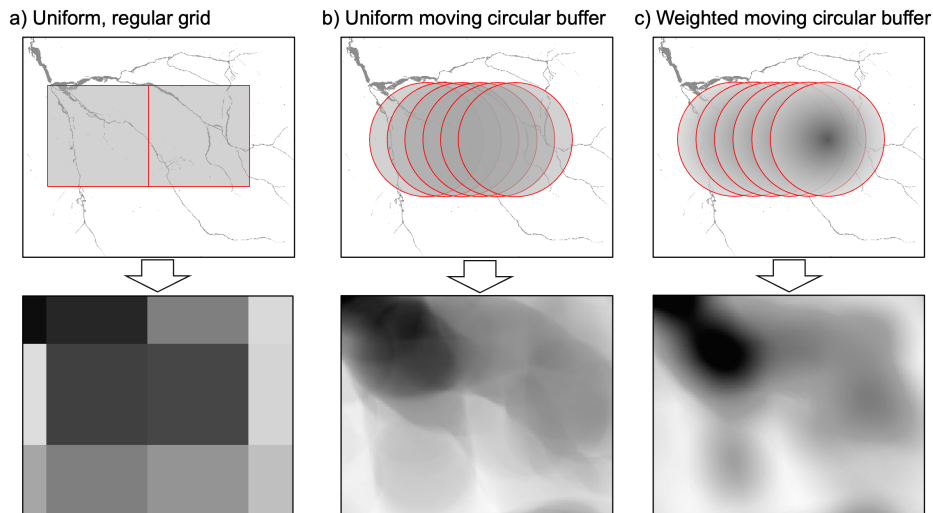 a) Uniform, regular grid
b) Uniform moving circular buffer
c) Weighted moving circular buffer